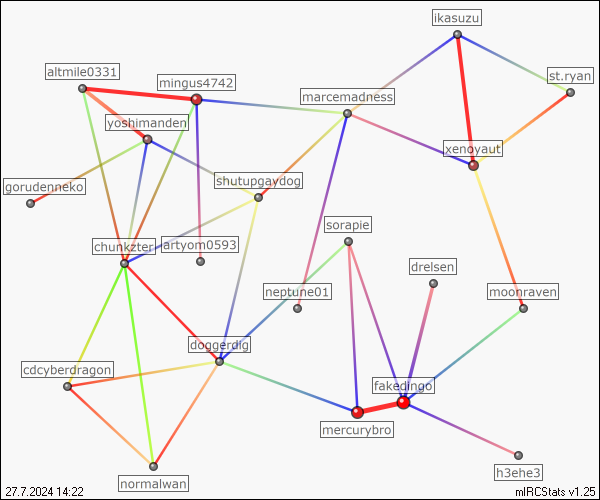 ikasuzu
altmile0331
st.ryan
mingus4742
marcemadness
yoshimanden
xenoyaut
shutupgaydog
gorudenneko
sorapie
chunkzter
artyom0593
drelsen
neptune01
moonraven
doggerdig
cdcyberdragon
fakedingo
mercurybro
h3ehe3
normalwan
27.7.2024 14:22
mIRCStats v1.25